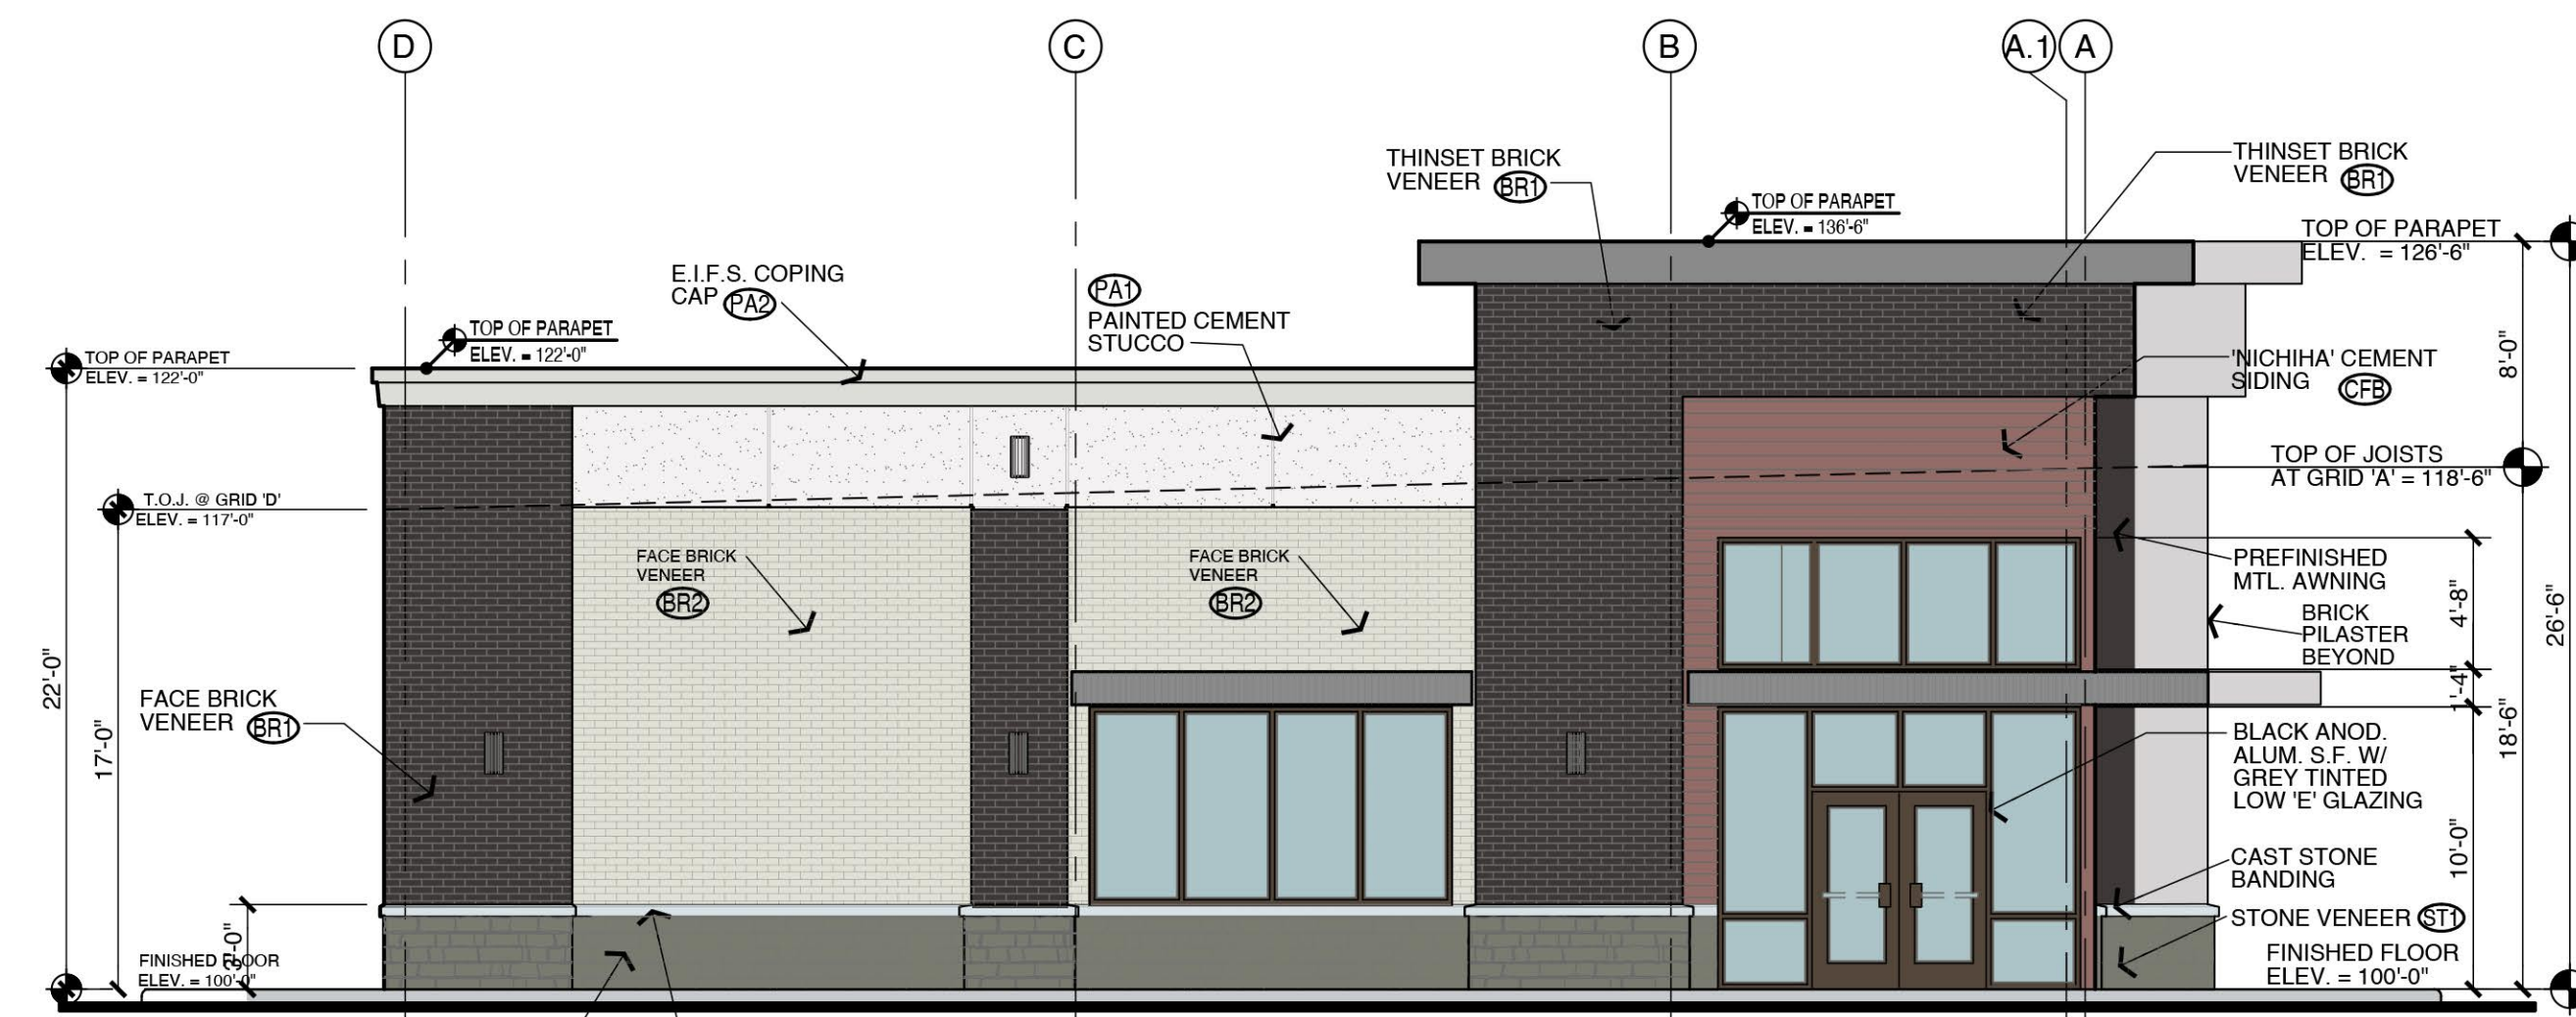 D
C
B
A.1
A
THINSET BRICK
VENEER BR1
THINSET BRICK
VENEER BR1
TOP OF PARAPET
ELEV. = 136'-6"
TOP OF PARAPET
ELEV. = 126'-6"
E.I.F.S. COPING
CAP PA2
PA1
PAINTED CEMENT
STUCCO
TOP OF PARAPET
ELEV. = 122'-0"
TOP OF PARAPET
ELEV. = 122'-0"
'NICHIHA' CEMENT
SIDING CFB
8'-0"
TOP OF JOISTS
AT GRID 'A' = 118'-6"
T.O.J. @ GRID 'D'
ELEV. = 117'-0"
FACE BRICK
VENEER
BR2
FACE BRICK
VENEER
BR2
PREFINISHED
MTL. AWNING
BRICK
PILASTER
BEYOND
4'-8"
26'-6"
22'-0"
17'-0"
FACE BRICK
VENEER BR1
1'-4"
18'-6"
BLACK ANOD.
ALUM. S.F. W/
GREY TINTED
LOW 'E' GLAZING
10'-0"
CAST STONE
BANDING
STONE VENEER ST1
3'-0"
FINISHED FLOOR
ELEV. = 100'-0"
FINISHED FLOOR
ELEV. = 100'-0"